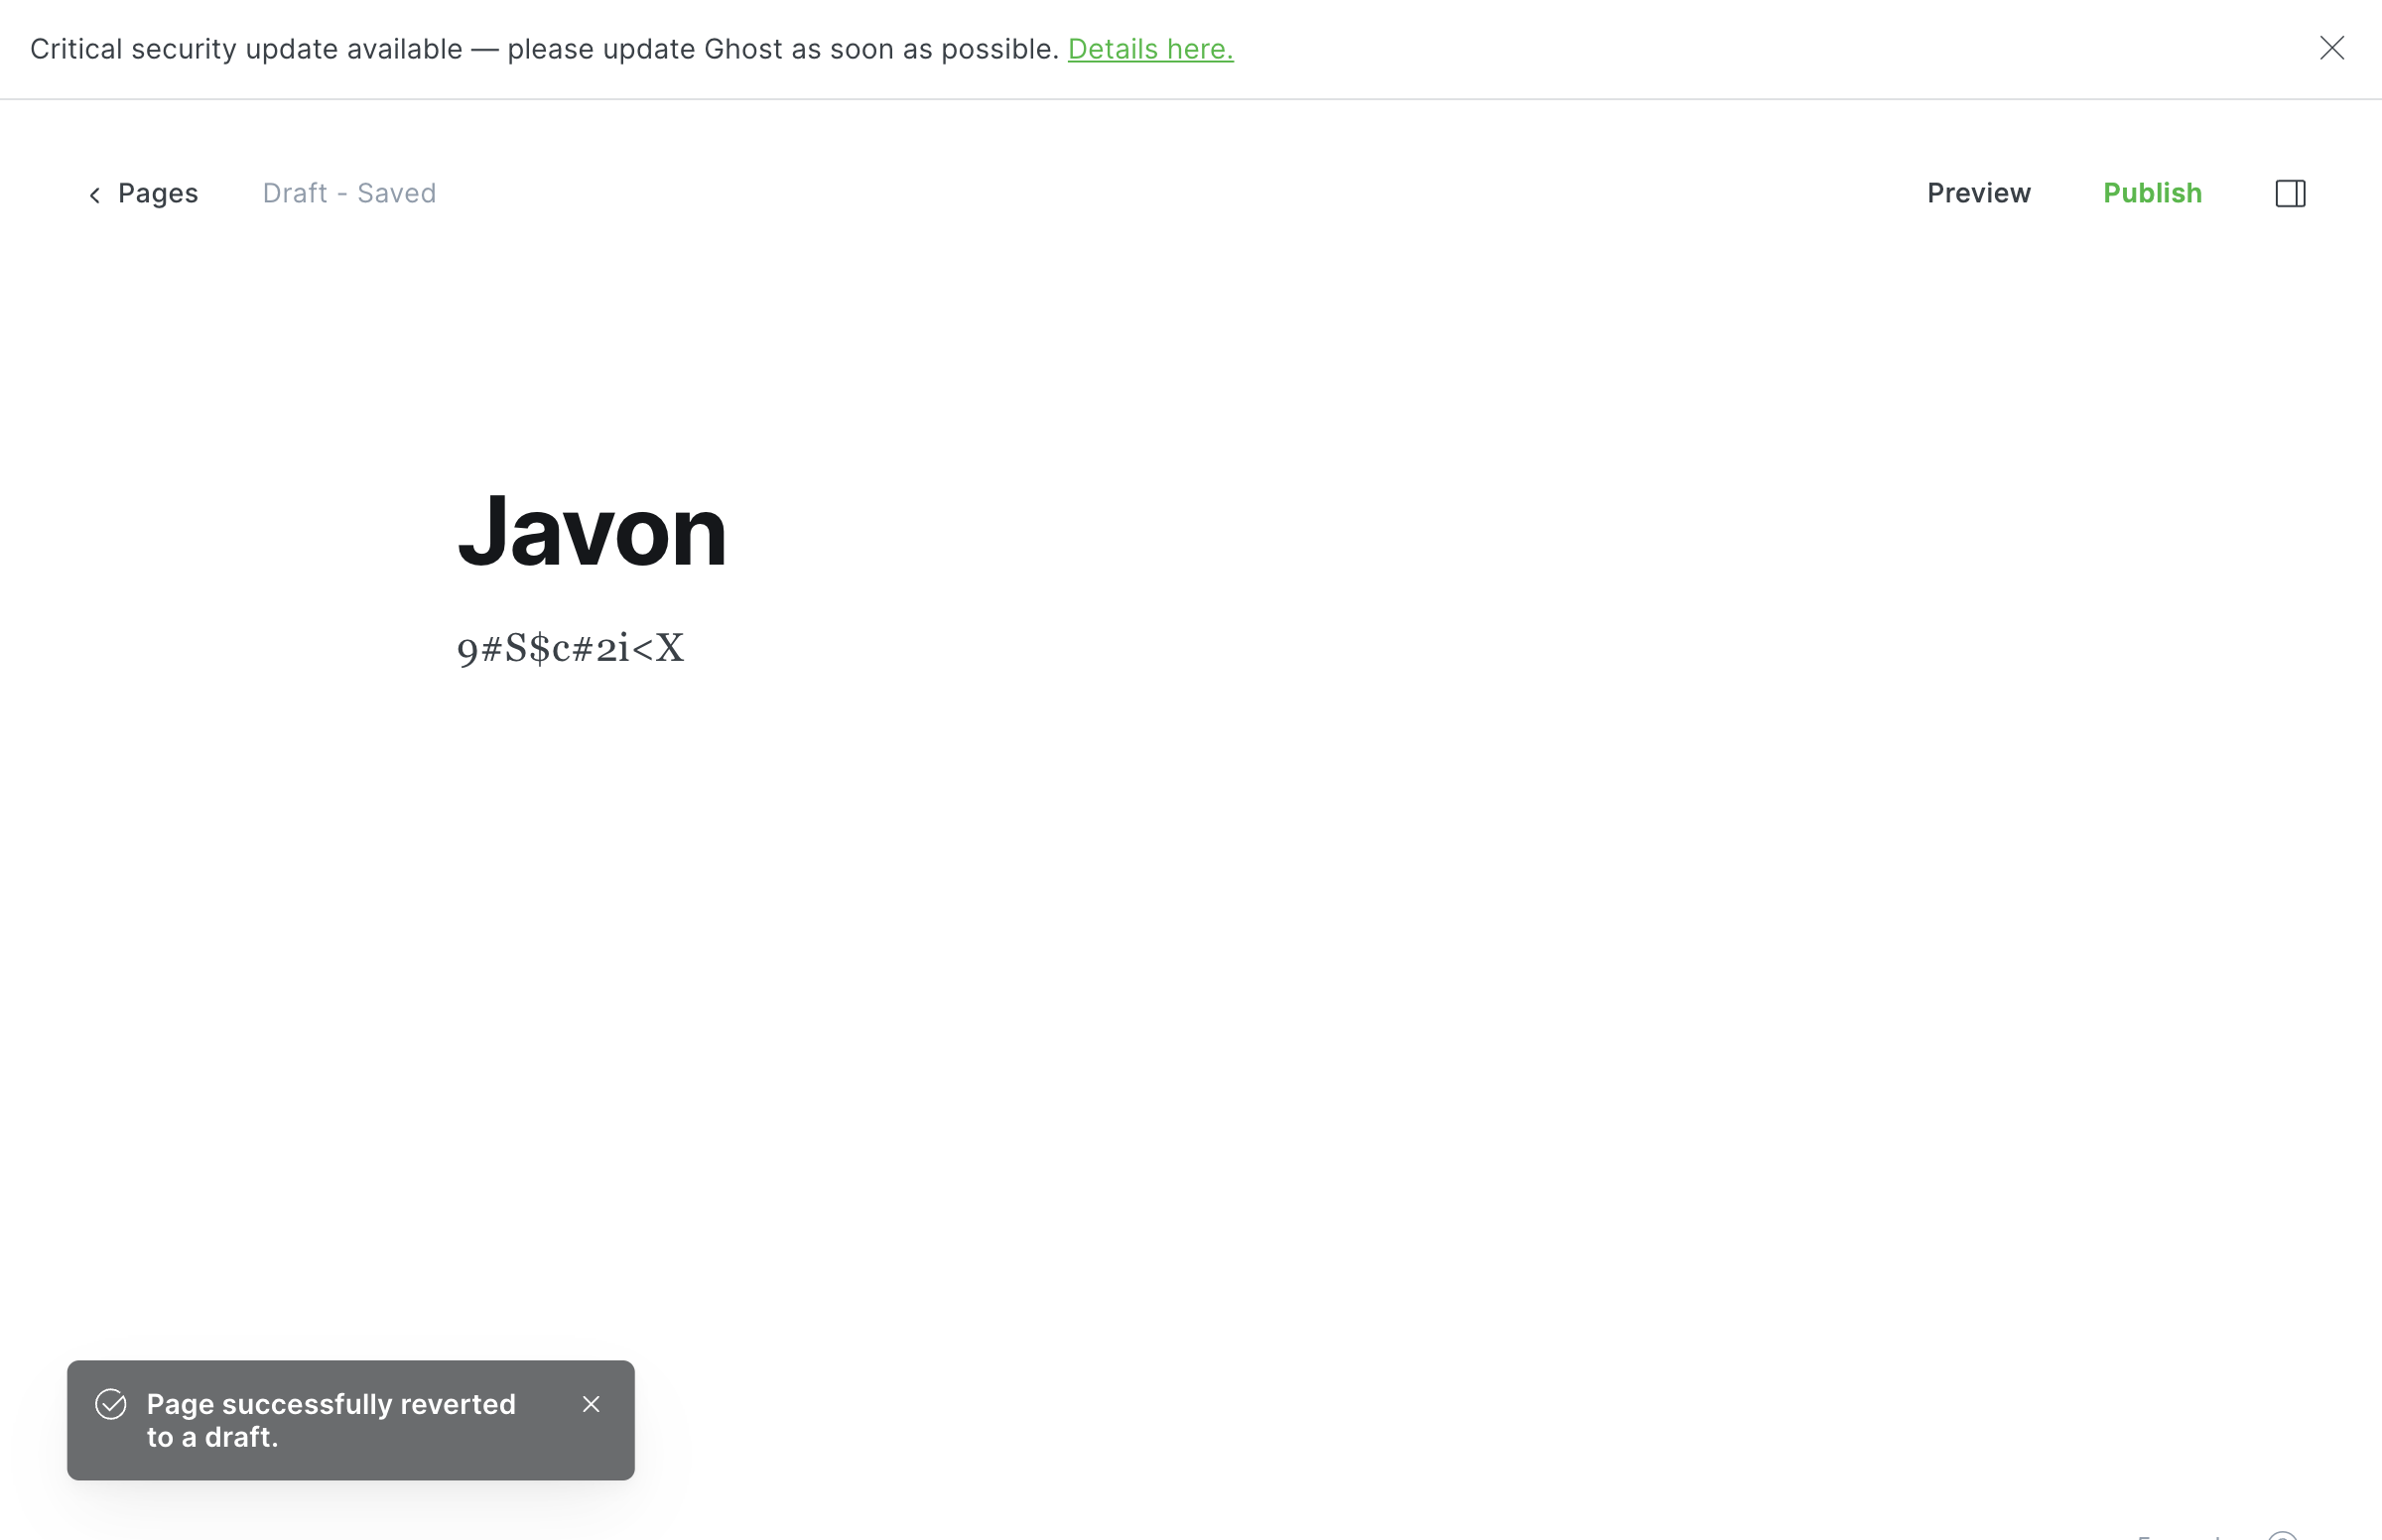 Critical security update available — please update Ghost as soon as possible. Details here.
Pages
Draft - Saved
Preview
Publish
Javon
9#S$c#2i<X
Page successfully reverted
to a draft.